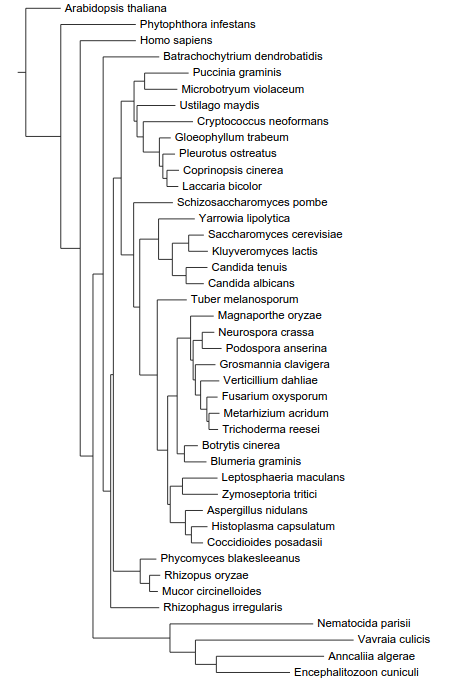 Arabidopsis thaliana
Phytophthora infestans
Homo sapiens
Batrachochytrium dendrobatidis
Puccinia graminis
Microbotryum violaceum
Ustilago maydis
Cryptococcus neoformans
Gloeophyllum trabeum
Pleurotus ostreatus
Coprinopsis cinerea
Laccaria bicolor
Schizosaccharomyces pombe
Yarrowia lipolytica
Saccharomyces cerevisiae
Kluyveromyces lactis
Candida tenuis
Candida albicans
Tuber melanosporum
Magnaporthe oryzae
Neurospora crassa
Podospora anserina
Grosmannia clavigera
Verticillium dahliae
Fusarium oxysporum
Metarhizium acridum
Trichoderma reesei
Botrytis cinerea
Blumeria graminis
Leptosphaeria maculans
Zymoseptoria tritici
Aspergillus nidulans
Histoplasma capsulatum
Coccidioides posadasii
Phycomyces blakesleeanus
Rhizopus oryzae
Mucor circinelloides
Rhizophagus irregularis
Nematocida parisii
Vavraia culicis
Anncaliia algerae
Encephalitozoon cuniculi